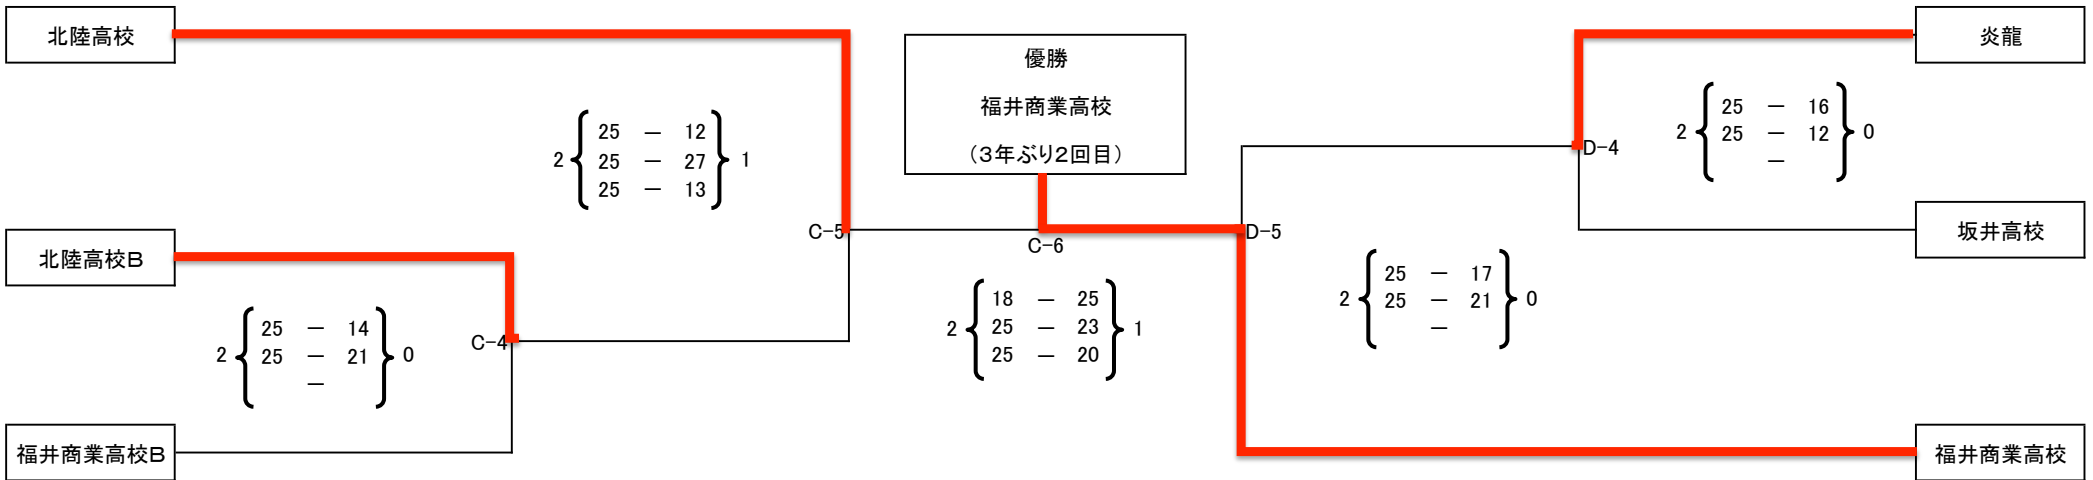 北陸高校
炎龍
優勝
福井商業高校
（３年ぶり２回目）
2 { 25 － 12 } 1
25 － 27
25 － 13
2 { 25 － 16 } 0
25 － 12
－
D-4
C-5
C-6
D-5
坂井高校
北陸高校Ｂ
2 { 25 － 14 } 0
25 － 21
－
C-4
2 { 18 － 25 } 1
25 － 23
25 － 20
2 { 25 － 17 } 0
25 － 21
－
福井商業高校Ｂ
福井商業高校